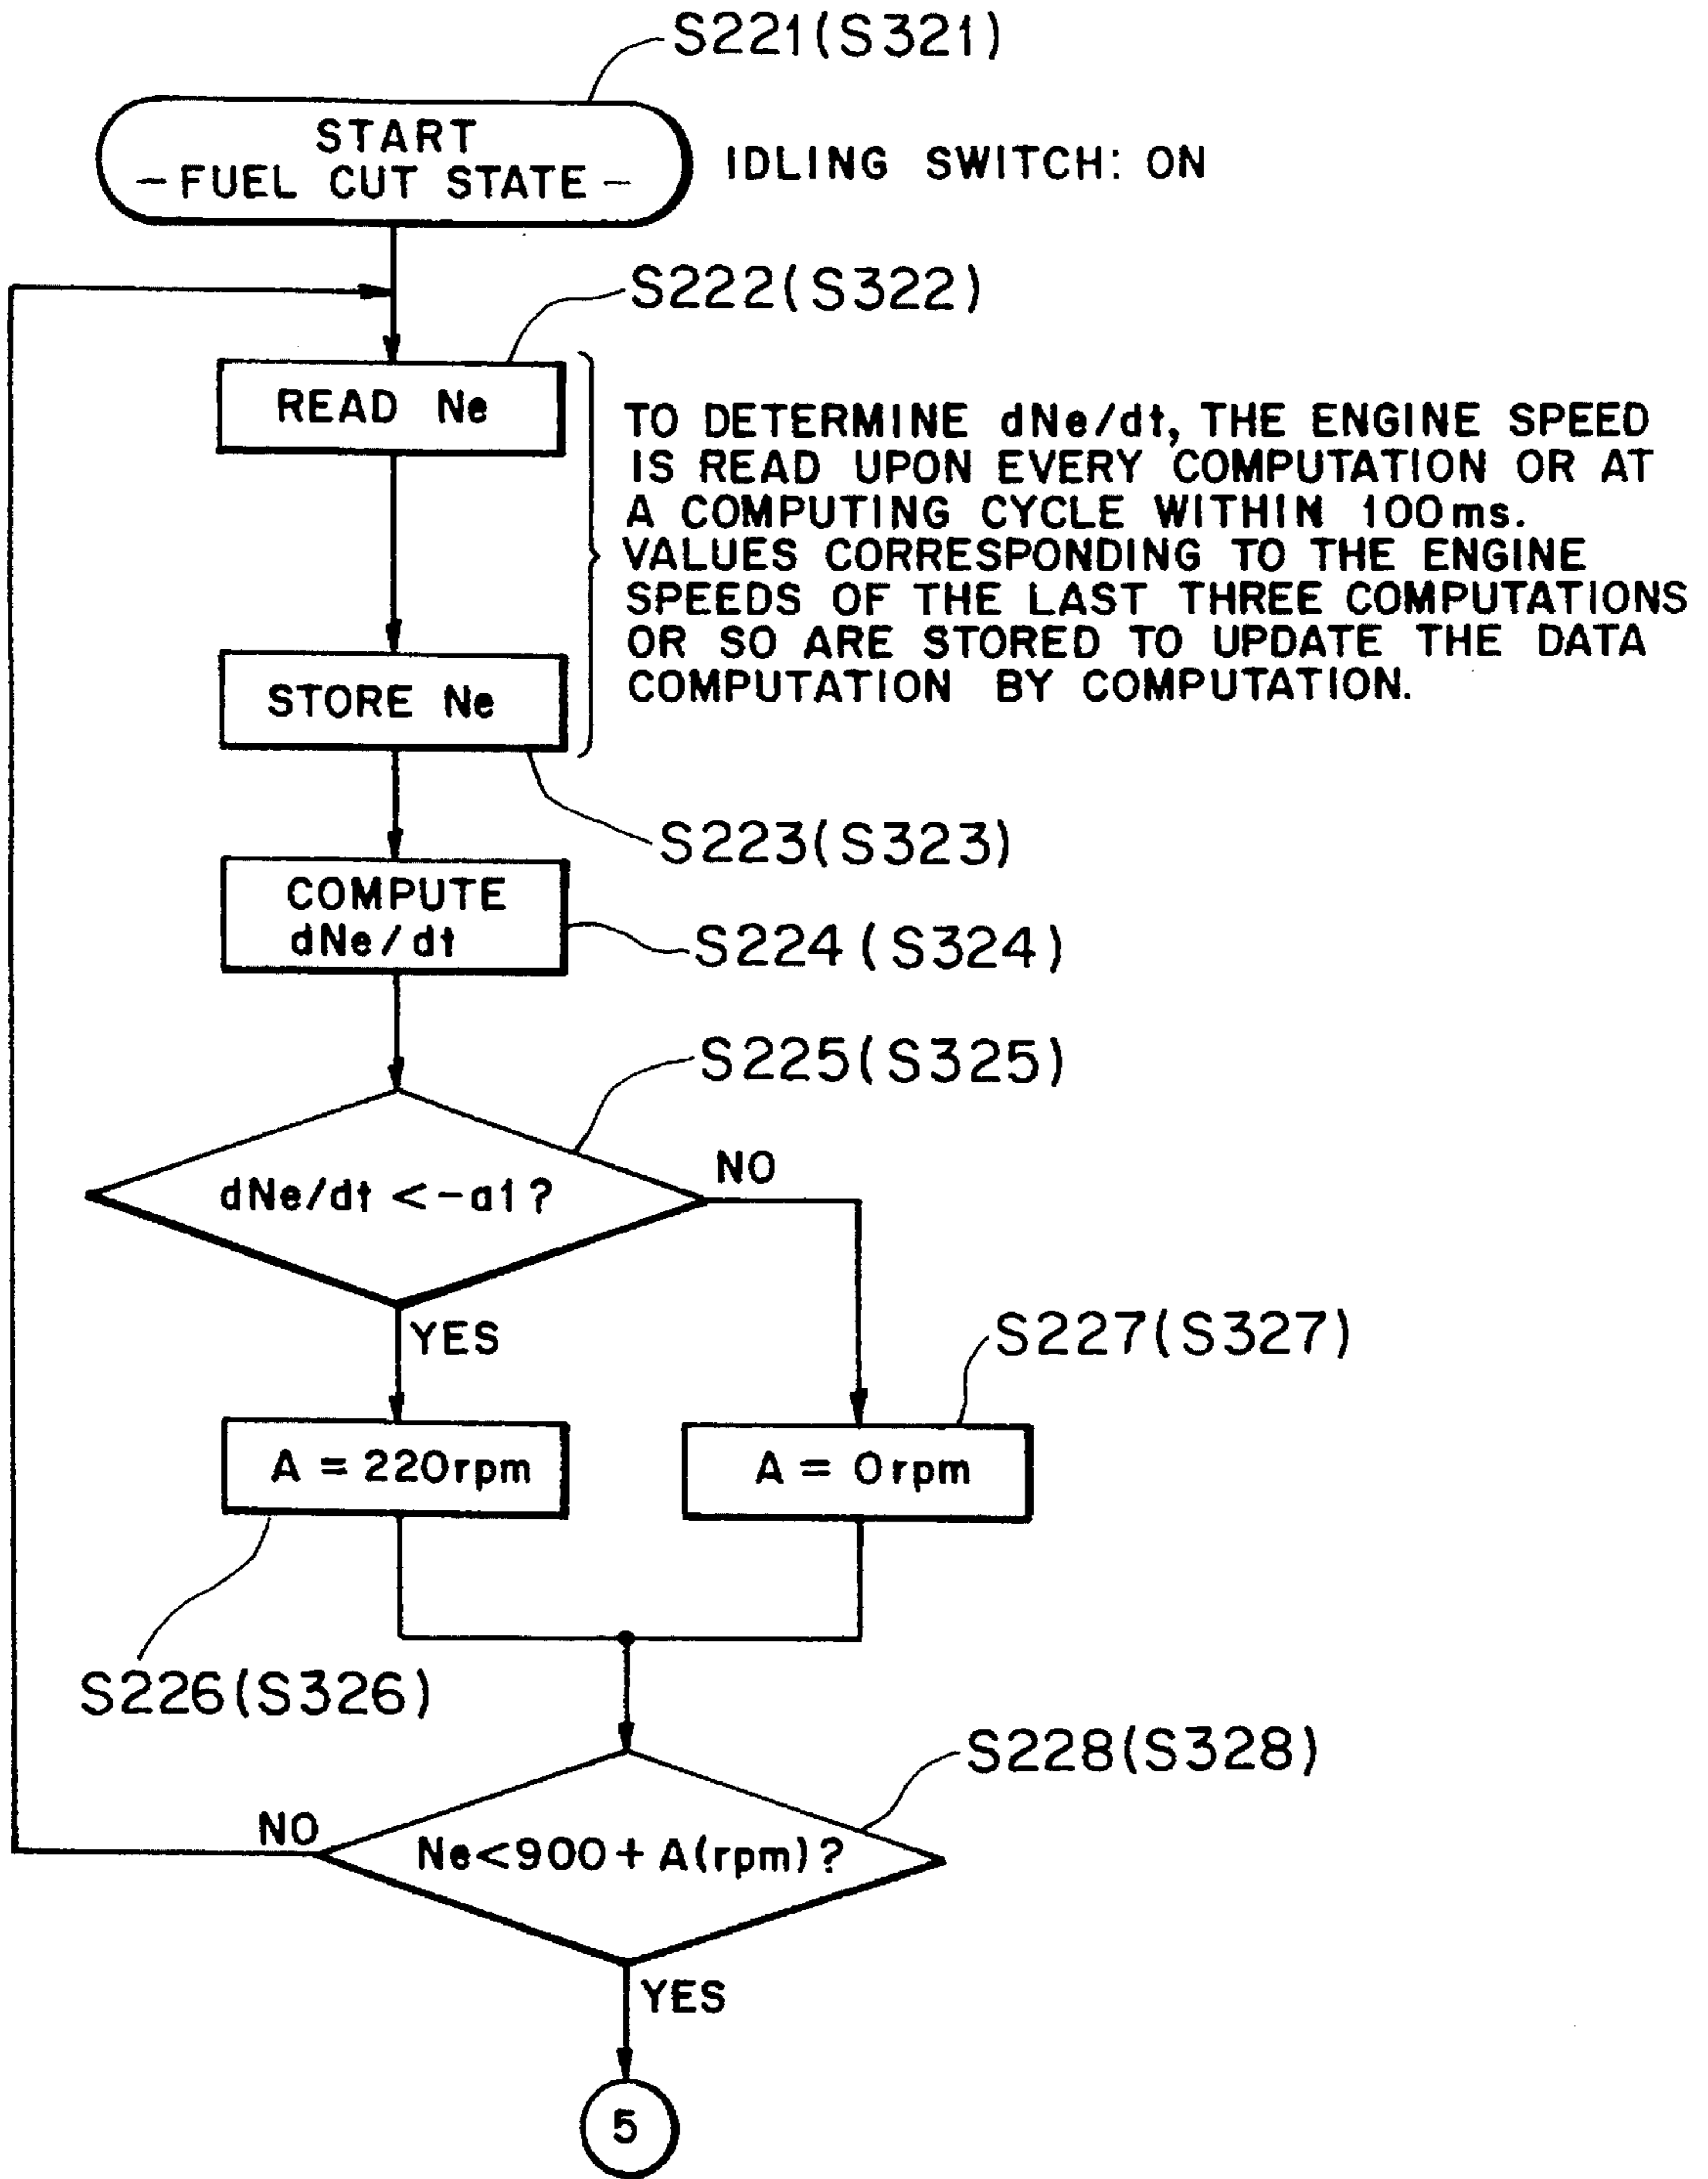 S221(S321)
START
-FUEL CUT STATE-
IDLING SWITCH: ON
S222(S322)
READ Ne
TO DETERMINE dNe/dt, THE ENGINE SPEED
IS READ UPON EVERY COMPUTATION OR AT
A COMPUTING CYCLE WITHIN 100ms.
VALUES CORRESPONDING TO THE ENGINE
SPEEDS OF THE LAST THREE COMPUTATIONS
OR SO ARE STORED TO UPDATE THE DATA
COMPUTATION BY COMPUTATION.
STORE Ne
S223(S323)
COMPUTE
dNe/dt
S224(S324)
S225(S325)
dNe/dt <-a1?
NO
YES
S227(S327)
A = 220rpm
A = 0rpm
S226(S326)
S228(S328)
NO
Ne<900+A(rpm)?
YES
5